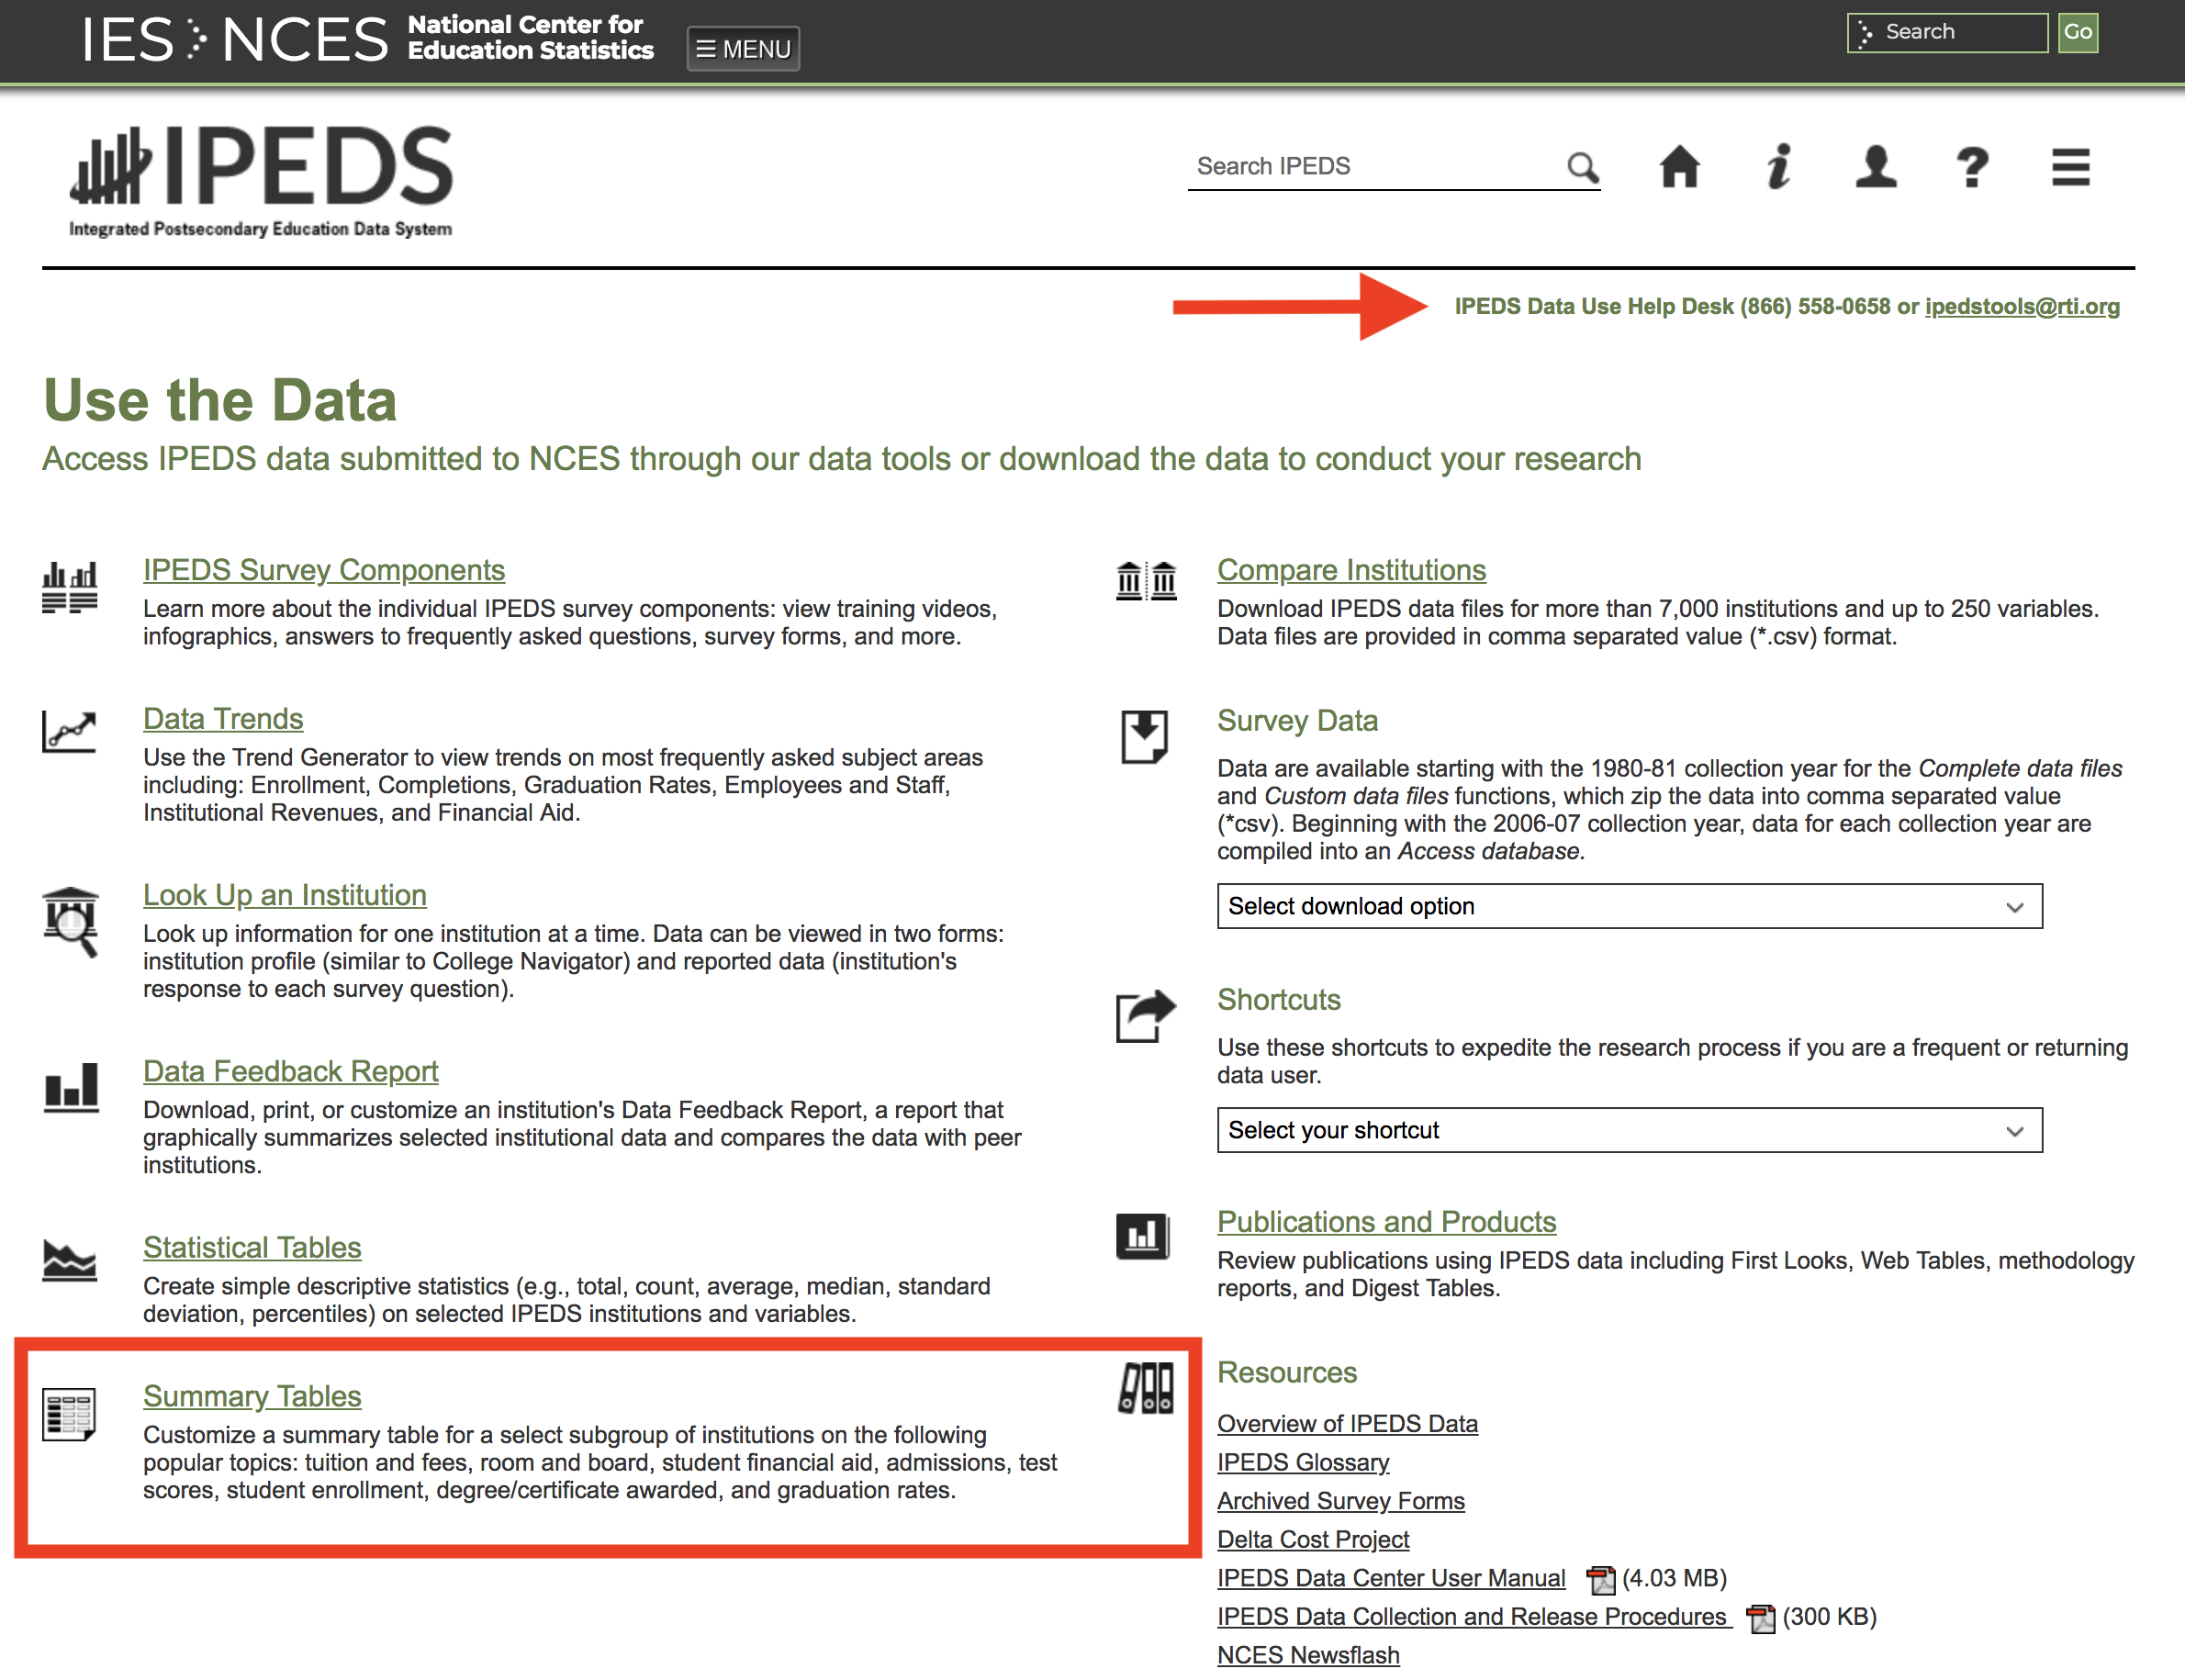 IES NCES National Center for
Education Statistics
☰ MENU
Search
Go
IPEDS
Integrated Postsecondary Education Data System
Search IPEDS
IPEDS Data Use Help Desk (866) 558-0658 or ipedstools@rti.org
Use the Data
Access IPEDS data submitted to NCES through our data tools or download the data to conduct your research
IPEDS Survey Components
Learn more about the individual IPEDS survey components: view training videos,
infographics, answers to frequently asked questions, survey forms, and more.
Data Trends
Use the Trend Generator to view trends on most frequently asked subject areas
including: Enrollment, Completions, Graduation Rates, Employees and Staff,
Institutional Revenues, and Financial Aid.
Look Up an Institution
Look up information for one institution at a time. Data can be viewed in two forms:
institution profile (similar to College Navigator) and reported data (institution's
response to each survey question).
Data Feedback Report
Download, print, or customize an institution's Data Feedback Report, a report that
graphically summarizes selected institutional data and compares the data with peer
institutions.
Statistical Tables
Create simple descriptive statistics (e.g., total, count, average, median, standard
deviation, percentiles) on selected IPEDS institutions and variables.
Summary Tables
Customize a summary table for a select subgroup of institutions on the following
popular topics: tuition and fees, room and board, student financial aid, admissions, test
scores, student enrollment, degree/certificate awarded, and graduation rates.
Compare Institutions
Download IPEDS data files for more than 7,000 institutions and up to 250 variables.
Data files are provided in comma separated value (*.csv) format.
Survey Data
Data are available starting with the 1980-81 collection year for the Complete data files
and Custom data files functions, which zip the data into comma separated value
(*csv). Beginning with the 2006-07 collection year, data for each collection year are
compiled into an Access database.
Select download option
Shortcuts
Use these shortcuts to expedite the research process if you are a frequent or returning
data user.
Select your shortcut
Publications and Products
Review publications using IPEDS data including First Looks, Web Tables, methodology
reports, and Digest Tables.
Resources
Overview of IPEDS Data
IPEDS Glossary
Archived Survey Forms
Delta Cost Project
IPEDS Data Center User Manual (4.03 MB)
IPEDS Data Collection and Release Procedures (300 KB)
NCES Newsflash